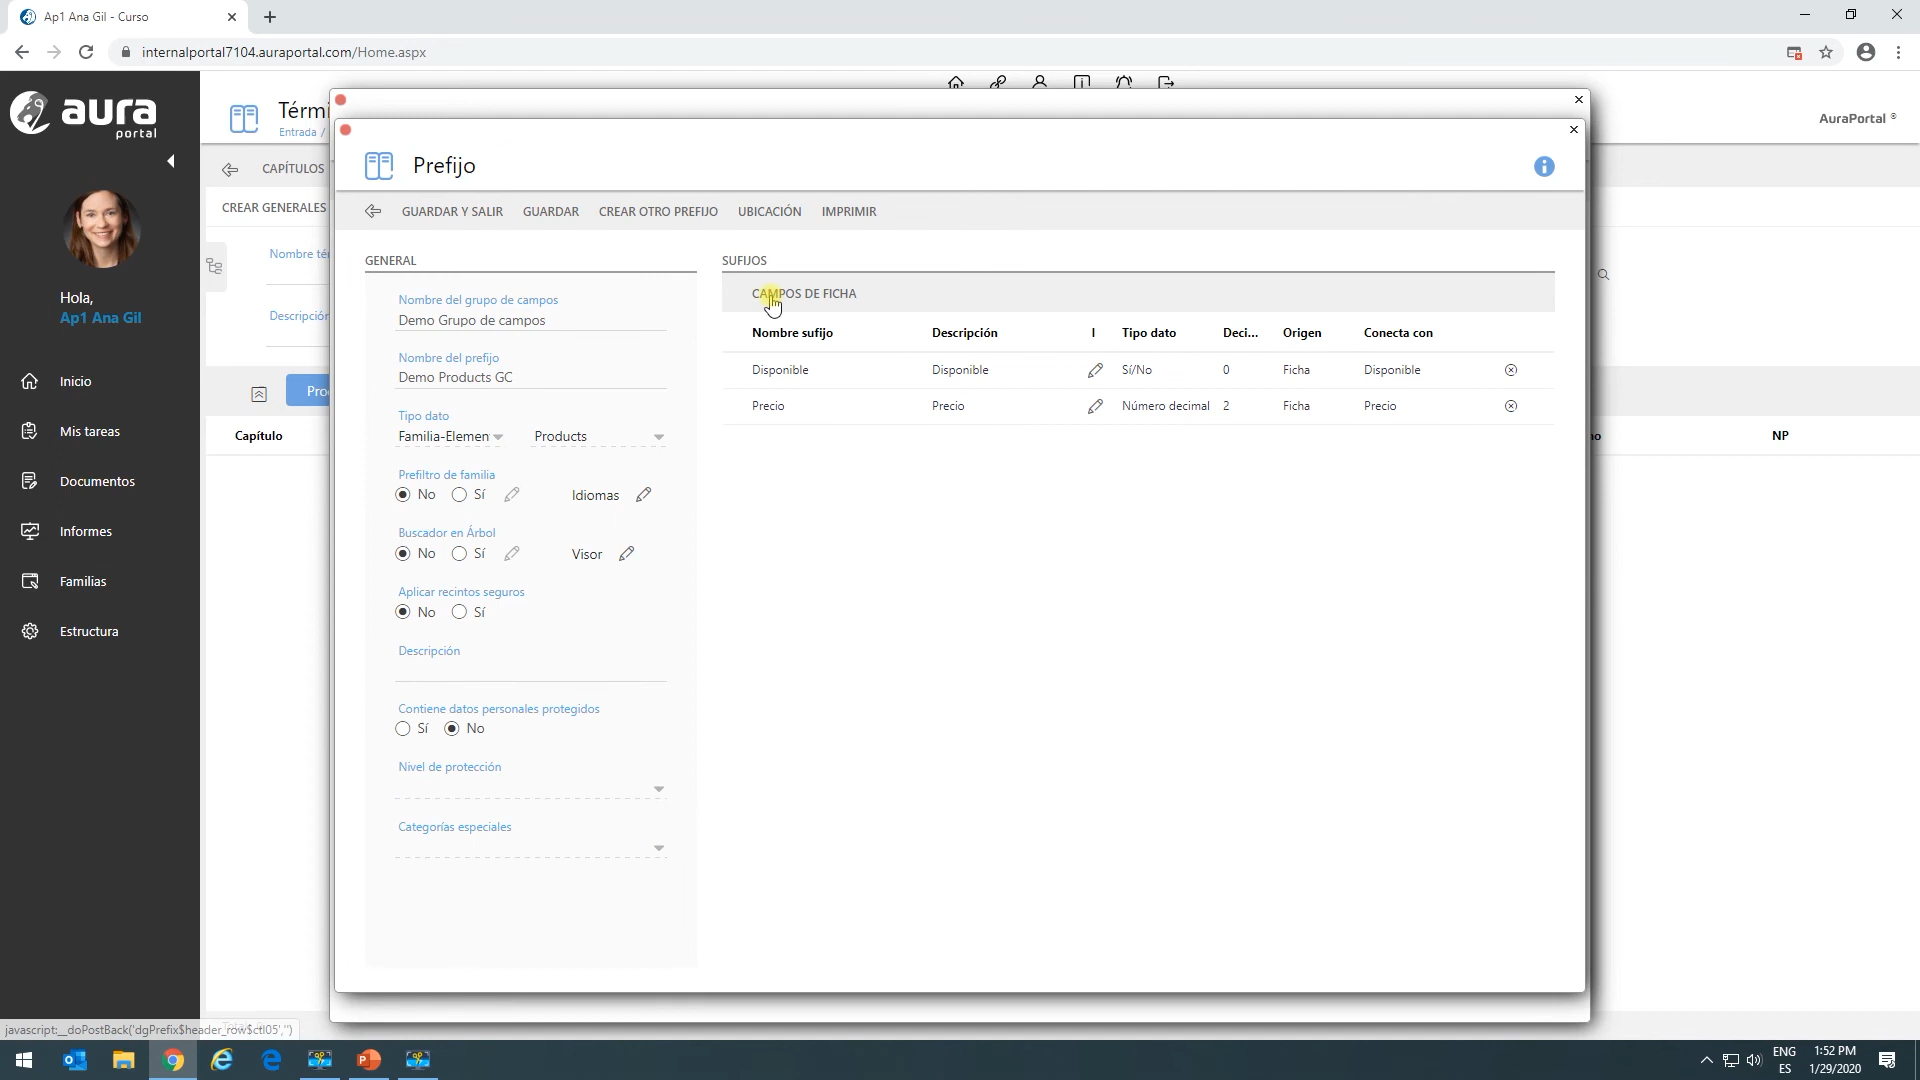 Ap1 Ana Gil - Curso
internalportal7104.auraportal.com/Home.aspx
aura
portal
Térmi
Entrada /
AuraPortal ®
CAPÍTULOS
CREAR GENERALES
Nombre té
Descripción
Pro
Capítulo
no
NP
Hola,
Ap1 Ana Gil
Inicio
Mis tareas
Documentos
Informes
Familias
Estructura
Prefijo
GUARDAR Y SALIR
GUARDAR
CREAR OTRO PREFIJO
UBICACIÓN
IMPRIMIR
GENERAL
Nombre del grupo de campos
Demo Grupo de campos
Nombre del prefijo
Demo Products GC
Tipo dato
Familia-Elemen Products
Prefiltro de familia
No Sí Idiomas
Buscador en Árbol
No Sí Visor
Aplicar recintos seguros
No Sí
Descripción
Contiene datos personales protegidos
Sí No
Nivel de protección
Categorías especiales
SUFIJOS
CAMPOS DE FICHA
Nombre sufijo Descripción I Tipo dato Deci... Origen Conecta con
Disponible Disponible Sí/No 0 Ficha Disponible
Precio Precio Número decimal 2 Ficha Precio
javascript:__doPostBack('dgPrefix$header_row$ctl05','')
ENG
ES
1:52 PM
1/29/2020